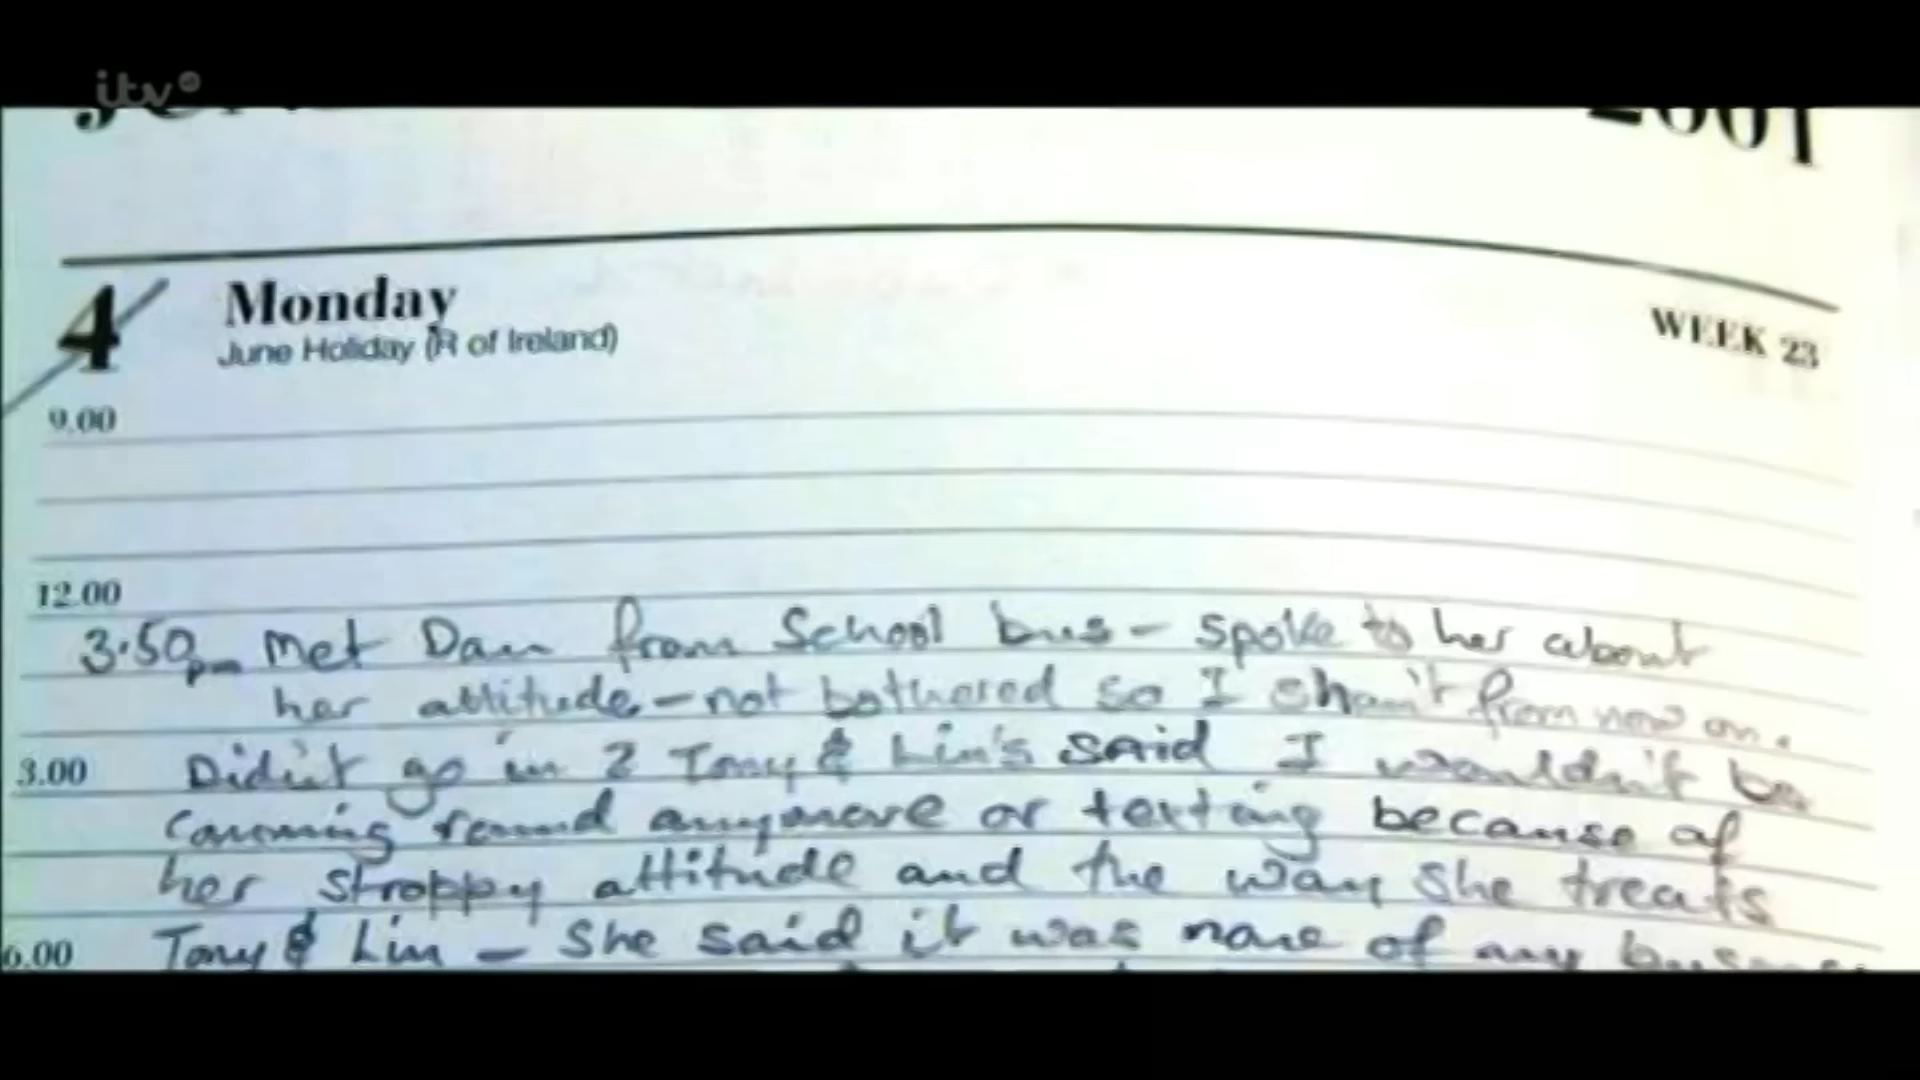 itv
JUNE 2001
4 Monday
June Holiday (R of Ireland)
WEEK 23
9.00
12.00
3.50pm Met Dan from School bus - spoke to her about
her attitude - not bothered so I shan't from now on.
3.00 Didn't go in 2 Tony & Lin's said I wouldn't be
comming round anymore or texting because of
her stroppy attitude and the way she treats
6.00 Tony & Lin - She said it was none of my business